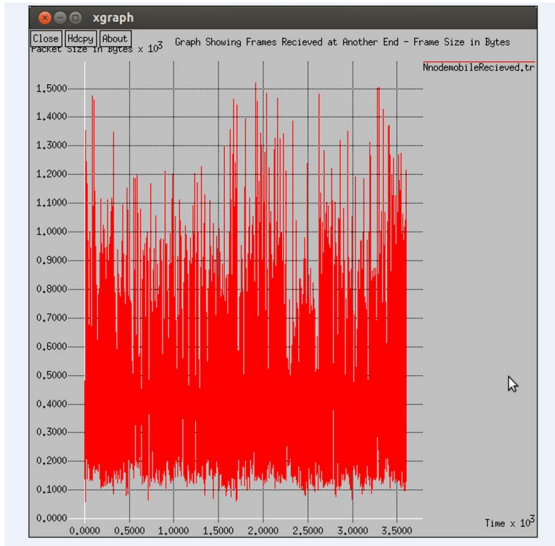 xgraph
Close Hdcpy About
Packet Size in Bytes x 10³
Graph Showing Frames Recieved at Another End - Frame Size in Bytes
NnodemobileRecieved.tr
1.5000
1.4000
1.3000
1.2000
1.1000
1.0000
0.9000
0.8000
0.7000
0.6000
0.5000
0.4000
0.3000
0.2000
0.1000
0.0000
0.0000 0.5000 1.0000 1.5000 2.0000 2.5000 3.0000 3.5000
Time x 10³